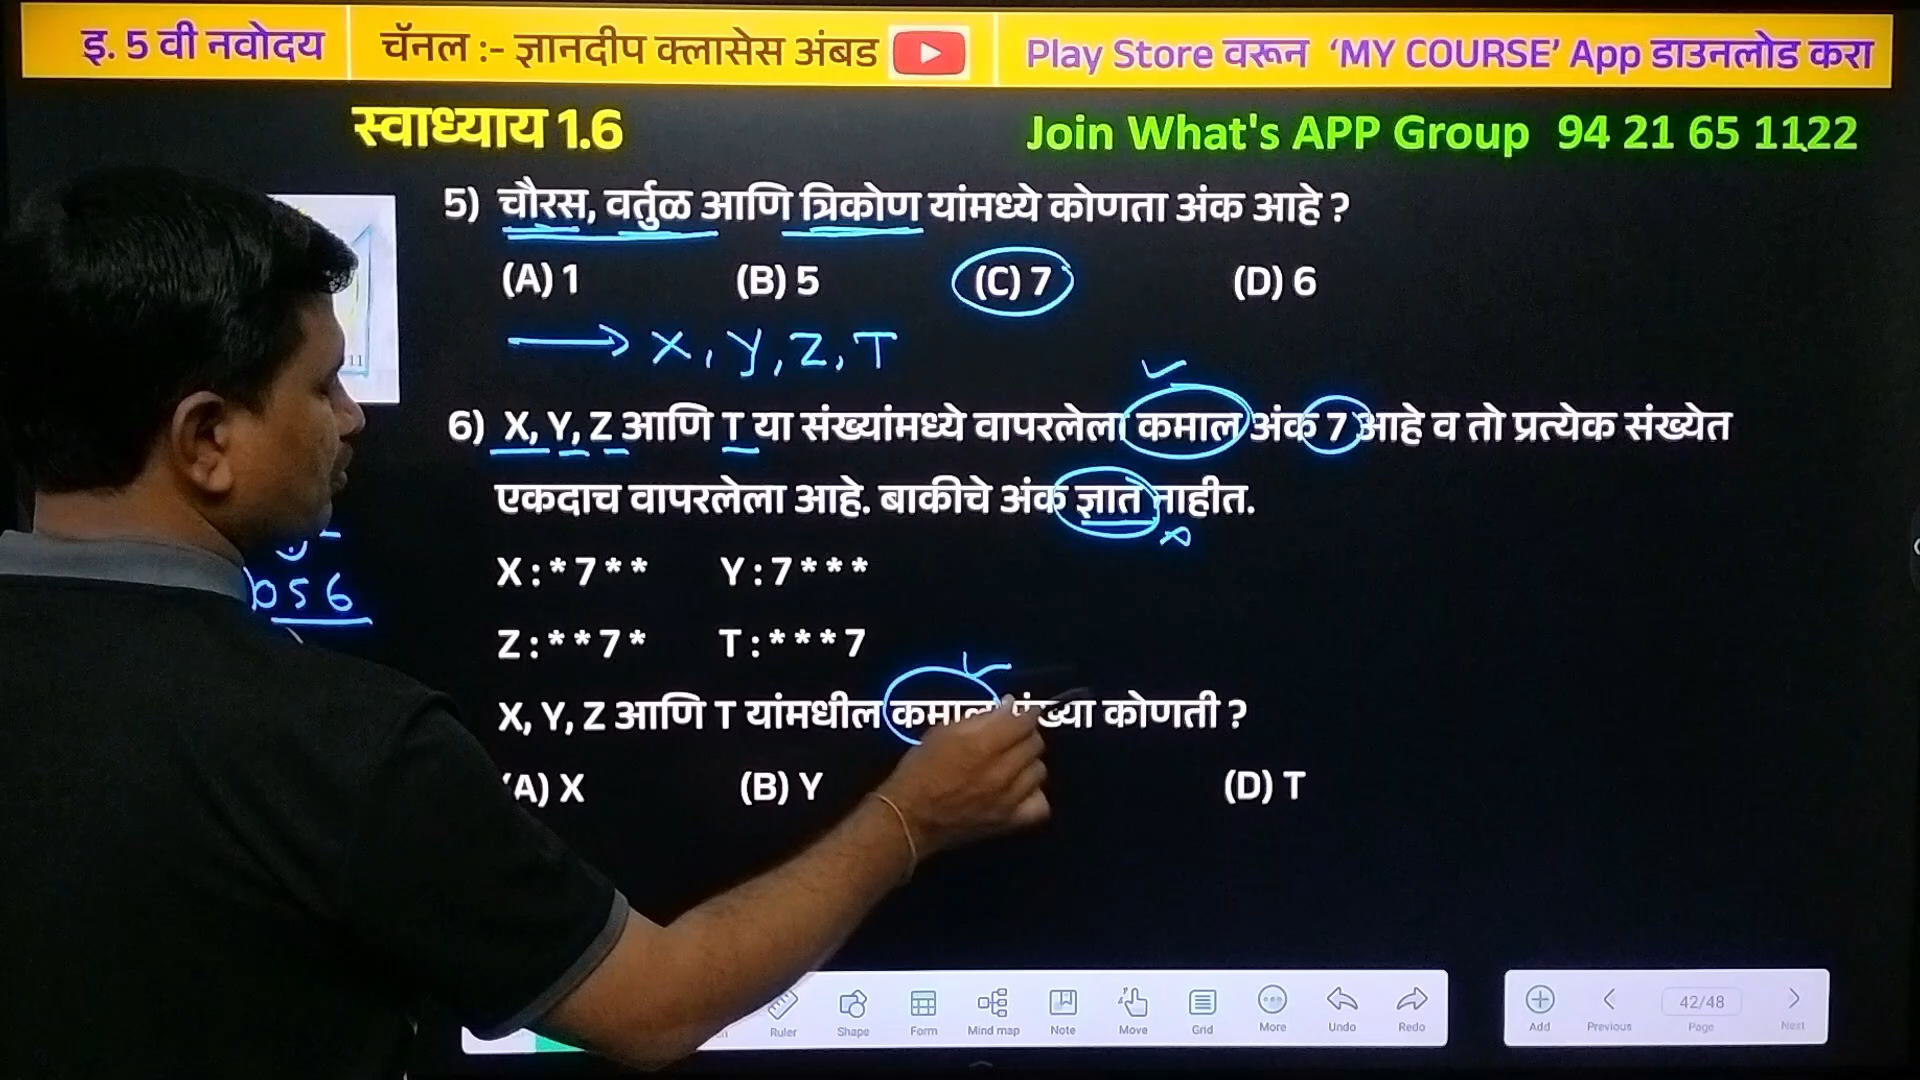 इ. 5 वी नवोदय
चॅनल :- ज्ञानदीप क्लासेस अंबड
Play Store वरून ‘MY COURSE’ App डाउनलोड करा
स्वाध्याय 1.6
Join What's APP Group 94 21 65 1122
5) चौरस, वर्तुळ आणि त्रिकोण यांमध्ये कोणता अंक आहे ?
(A) 1 (B) 5 (C) 7 (D) 6
X, Y, Z, T
11
6) X, Y, Z आणि T या संख्यांमध्ये वापरलेला कमाल अंक 7 आहे व तो प्रत्येक संख्येत
एकदाच वापरलेला आहे. बाकीचे अंक ज्ञात नाहीत.
X : * 7 * * Y : 7 * * *
056
Z : * * 7 * T : * * * 7
X, Y, Z आणि T यांमधील कमाल संख्या कोणती ?
(A) X (B) Y (D) T
Ruler Shape Form Mind map Note Move Grid More Undo Redo
Add Previous 42/48 Page Next